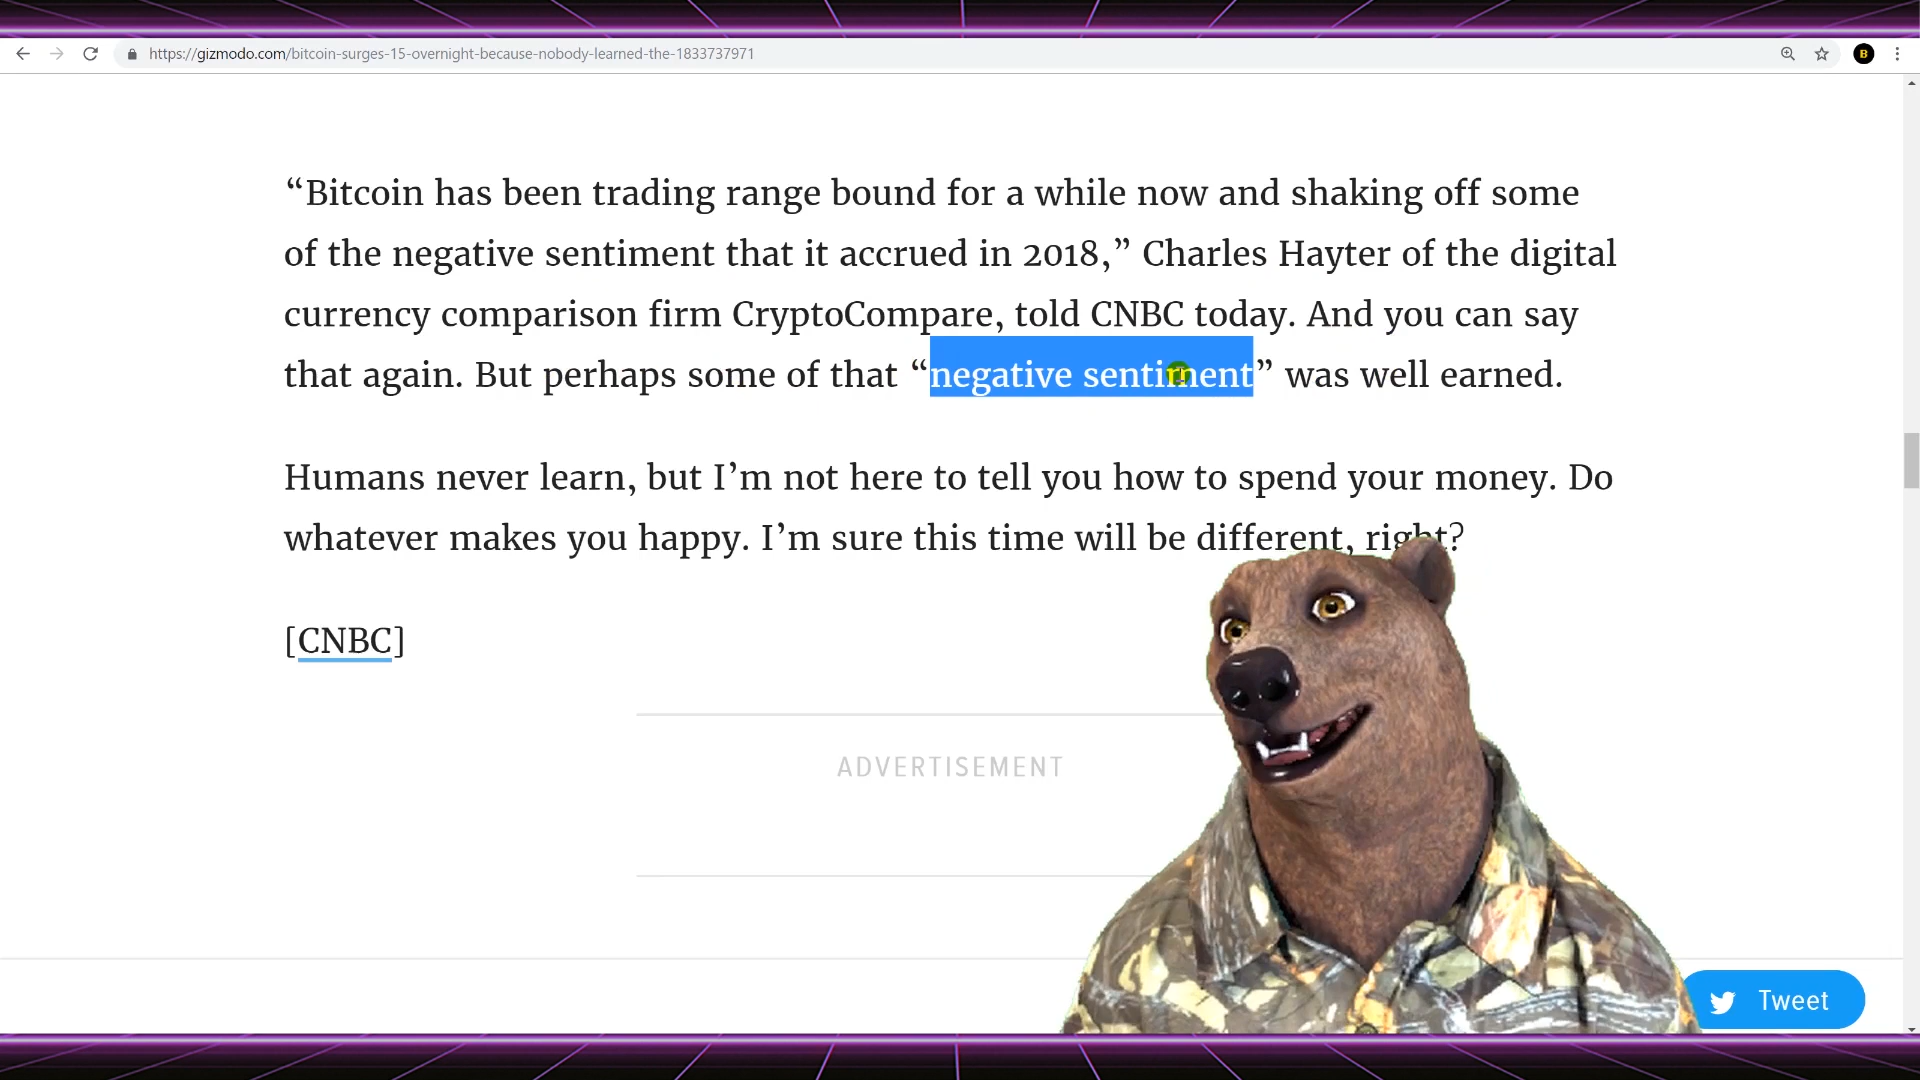 https://gizmodo.com/bitcoin-surges-15-overnight-because-nobody-learned-the-1833737971
B
“Bitcoin has been trading range bound for a while now and shaking off some
of the negative sentiment that it accrued in 2018,” Charles Hayter of the digital
currency comparison firm CryptoCompare, told CNBC today. And you can say
that again. But perhaps some of that “negative sentiment” was well earned.
Humans never learn, but I’m not here to tell you how to spend your money. Do
whatever makes you happy. I’m sure this time will be different, right?
[CNBC]
ADVERTISEMENT
Tweet